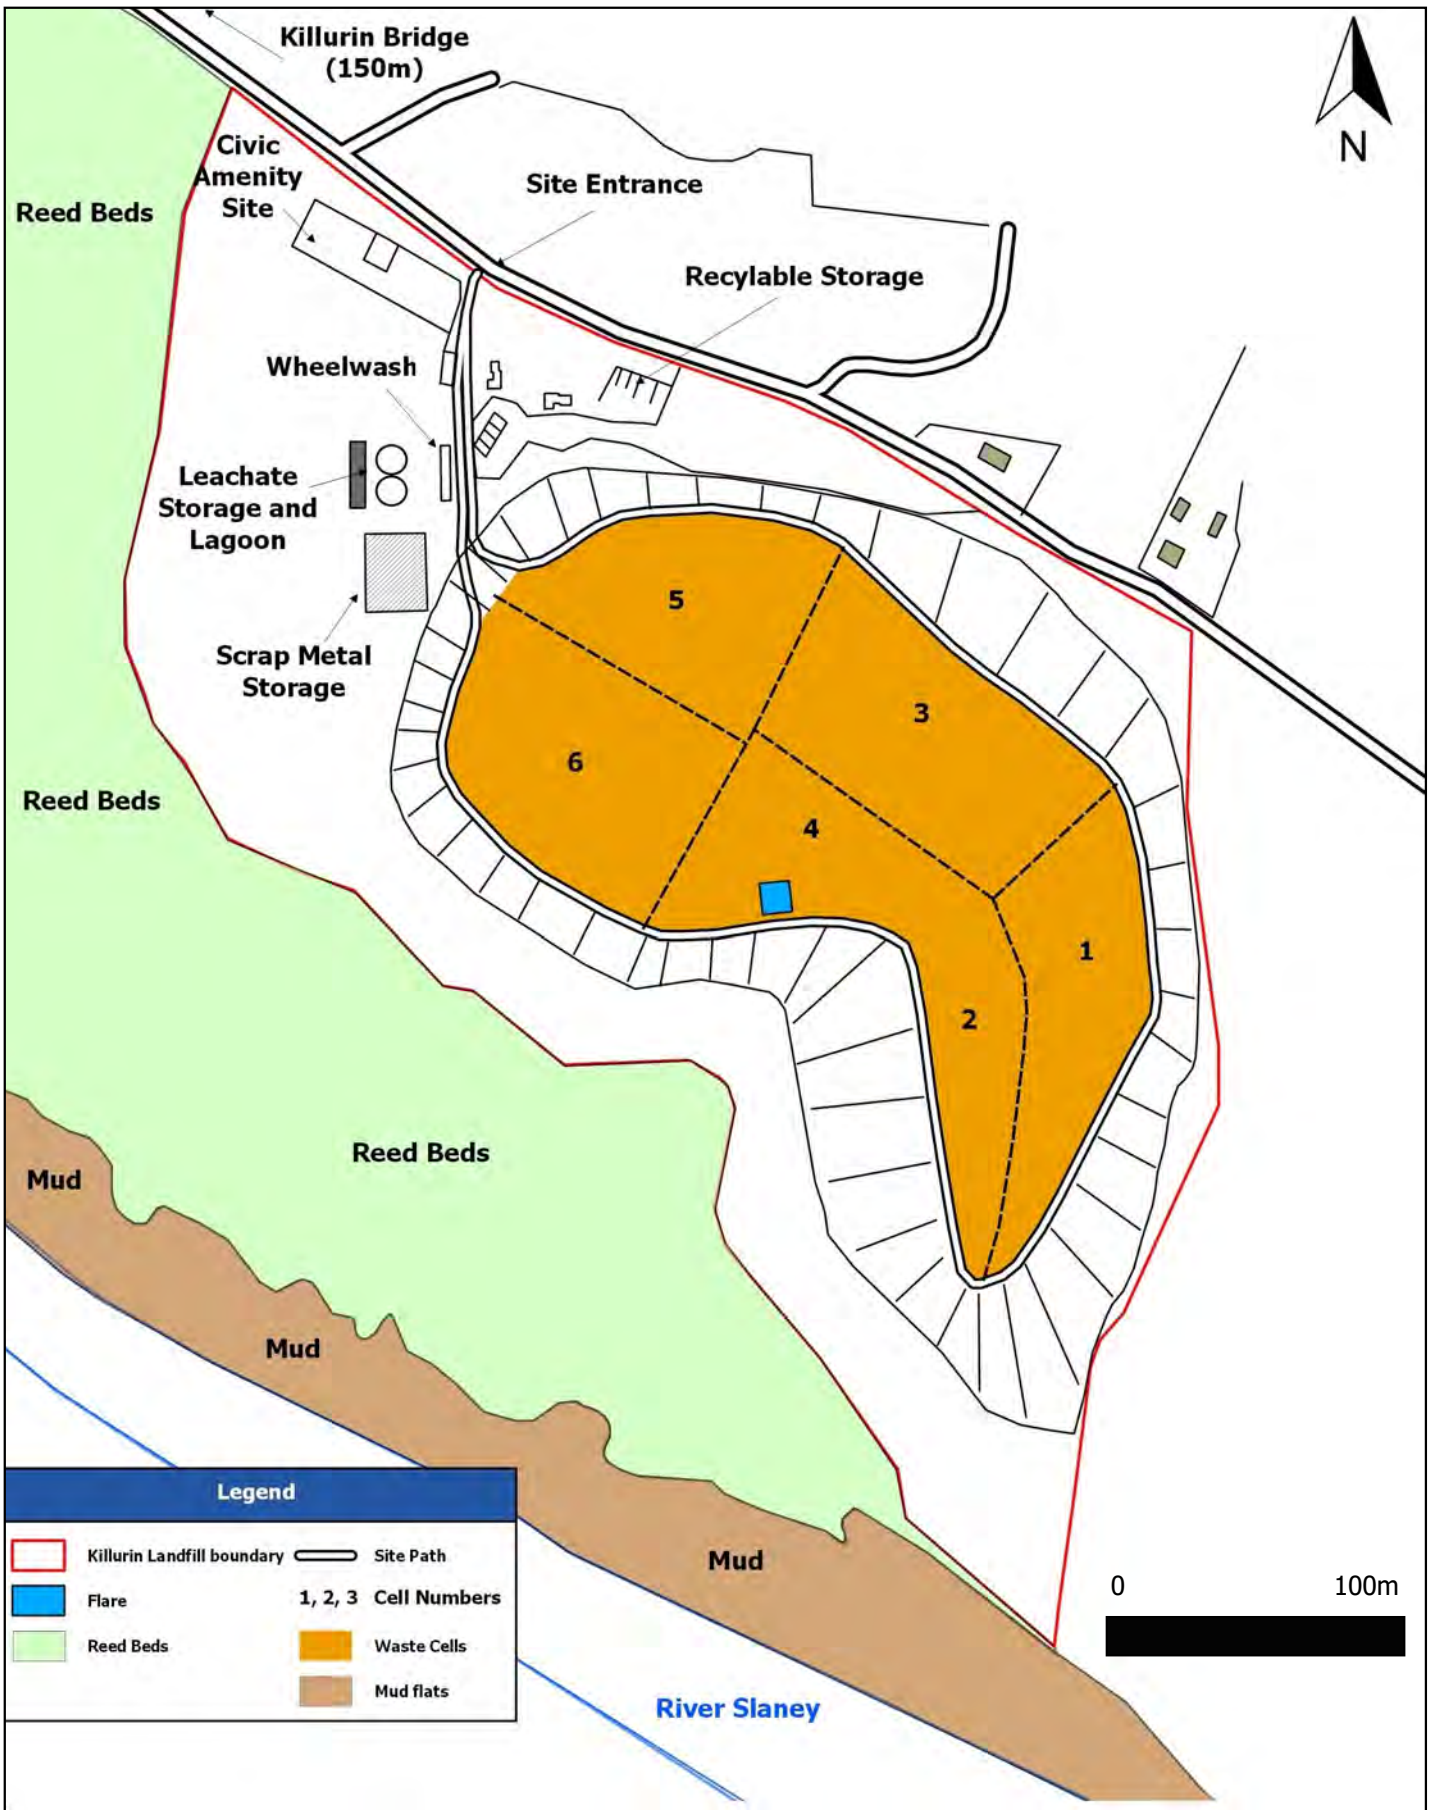 Killurin Bridge
(150m)
N
Civic
Amenity
Site
Site Entrance
Reed Beds
Recylable Storage
Wheelwash
Leachate
Storage and
Lagoon
5
Scrap Metal
Storage
3
6
Reed Beds
4
1
2
Reed Beds
Mud
Mud
Legend
Killurin Landfill boundary
Site Path
Flare
1, 2, 3 Cell Numbers
Reed Beds
Waste Cells
Mud flats
Mud
0 100m
River Slaney